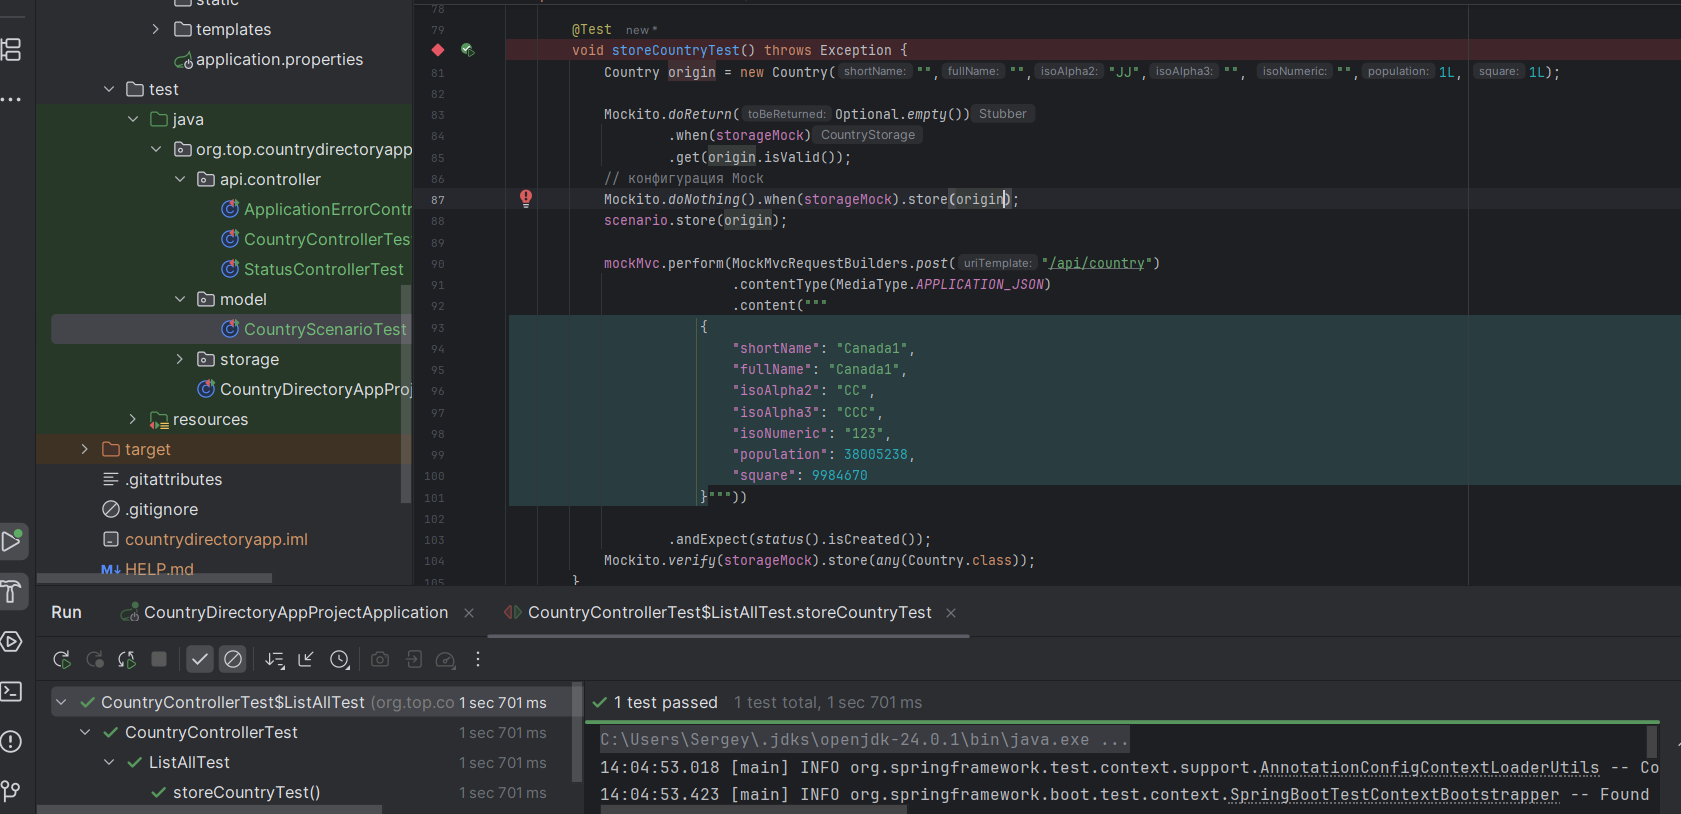 static
templates
application.properties
test
java
org.top.countrydirectoryapp
api.controller
ApplicationErrorContr
CountryControllerTes
StatusControllerTest
model
CountryScenarioTest
storage
CountryDirectoryAppProj
resources
target
.gitattributes
.gitignore
countrydirectoryapp.iml
M↓ HELP.md
78
79 @Test new *
void storeCountryTest() throws Exception {
81 Country origin = new Country( shortName: "", fullName: "", isoAlpha2: "JJ", isoAlpha3: "", isoNumeric: "", population: 1L, square: 1L);
82
83 Mockito.doReturn( toBeReturned: Optional.empty()) Stubber
84 .when(storageMock) CountryStorage
85 .get(origin.isValid());
86 // конфигурация Mock
87 Mockito.doNothing().when(storageMock).store(origin);
88 scenario.store(origin);
89
90 mockMvc.perform(MockMvcRequestBuilders.post( uriTemplate: "/api/country")
91 .contentType(MediaType.APPLICATION_JSON)
92 .content("""
93 {
94 "shortName": "Canada1",
95 "fullName": "Canada1",
96 "isoAlpha2": "CC",
97 "isoAlpha3": "CCC",
98 "isoNumeric": "123",
99 "population": 38005238,
100 "square": 9984670
101 }"""))
102
103 .andExpect(status().isCreated());
104 Mockito.verify(storageMock).store(any(Country.class));
105 }
Run CountryDirectoryAppProjectApplication × CountryControllerTest$ListAllTest.storeCountryTest ×
CountryControllerTest$ListAllTest (org.top.co 1 sec 701 ms
CountryControllerTest 1 sec 701 ms
ListAllTest 1 sec 701 ms
storeCountryTest() 1 sec 701 ms
1 test passed 1 test total, 1 sec 701 ms
C:\Users\Sergey\.jdks\openjdk-24.0.1\bin\java.exe ...
14:04:53.018 [main] INFO org.springframework.test.context.support.AnnotationConfigContextLoaderUtils -- Co
14:04:53.423 [main] INFO org.springframework.boot.test.context.SpringBootTestContextBootstrapper -- Found